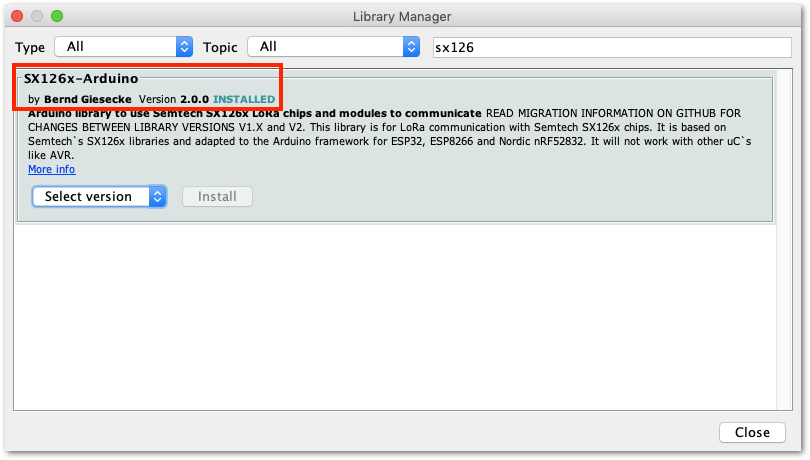 Library Manager
Type All Topic All sx126
SX126x-Arduino
by Bernd Giesecke Version 2.0.0 INSTALLED
Arduino library to use Semtech SX126x LoRa chips and modules to communicate READ MIGRATION INFORMATION ON GITHUB FOR
CHANGES BETWEEN LIBRARY VERSIONS V1.X and V2. This library is for LoRa communication with Semtech SX126x chips. It is based on
Semtech`s SX126x libraries and adapted to the Arduino framework for ESP32, ESP8266 and Nordic nRF52832. It will not work with other uC`s
like AVR.
More info
Select version Install
Close